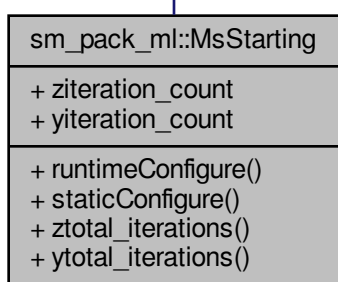 sm_pack_ml::MsStarting
+ ziteration_count
+ yiteration_count
+ runtimeConfigure()
+ staticConfigure()
+ ztotal_iterations()
+ ytotal_iterations()